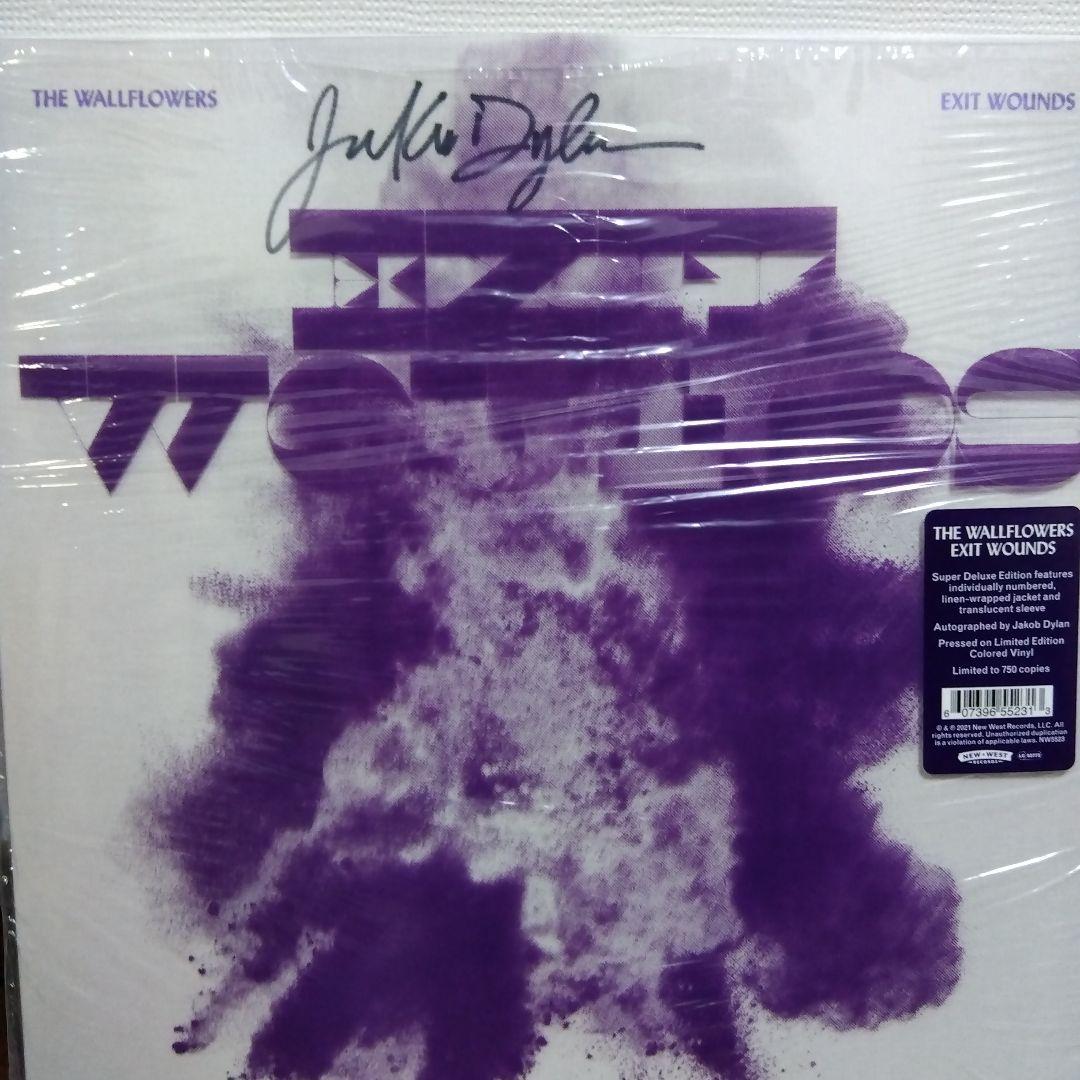 THE WALLFLOWERS
EXIT WOUNDS
Jakob Dylan
EXIT
WOUNDS
THE WALLFLOWERS
EXIT WOUNDS
Super Deluxe Edition features
individually numbered,
linen-wrapped jacket and
translucent sleeve
Autographed by Jakob Dylan
Pressed on Limited Edition
Colored Vinyl
Limited to 750 copies
6 07396 55231 3
© & ℗ 2021 New West Records, LLC. All
rights reserved. Unauthorized duplication
is a violation of applicable laws. NW5523
NEW WEST
RECORDS